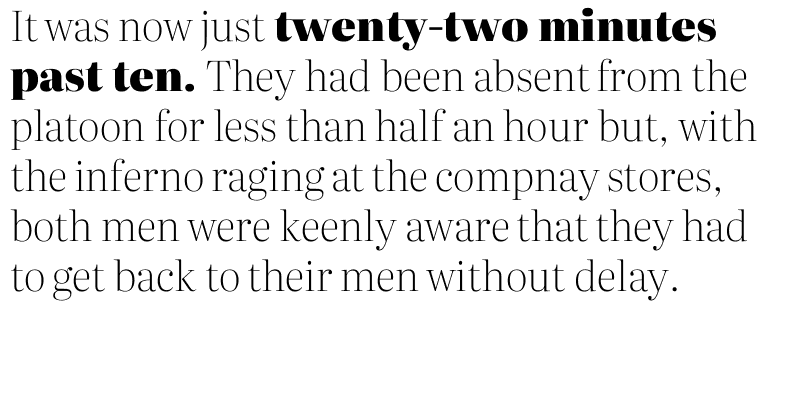 It was now just twenty-two minutes
past ten. They had been absent from the
platoon for less than half an hour but, with
the inferno raging at the compnay stores,
both men were keenly aware that they had
to get back to their men without delay.